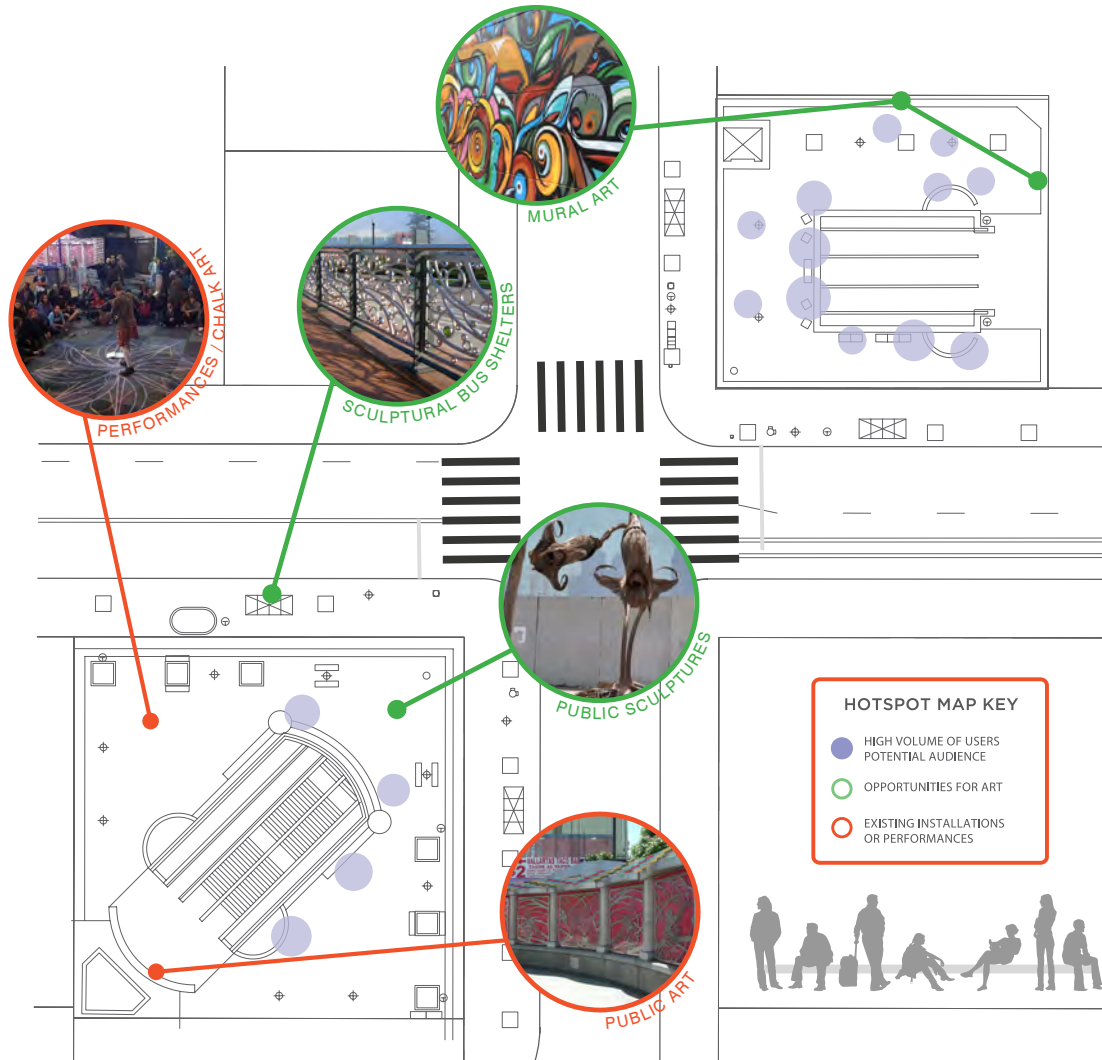 MURAL ART
PERFORMANCES / CHALK ART
SCULPTURAL BUS SHELTERS
PUBLIC SCULPTURES
HOTSPOT MAP KEY
HIGH VOLUME OF USERS
POTENTIAL AUDIENCE
OPPORTUNITIES FOR ART
EXISTING INSTALLATIONS
OR PERFORMANCES
PUBLIC ART